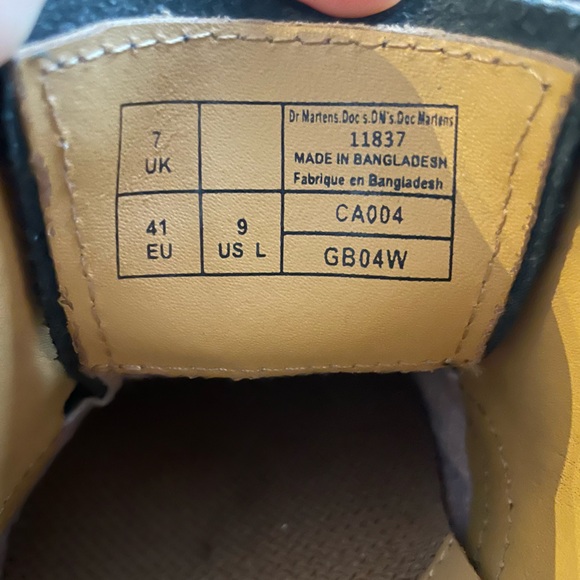 7
UK
Dr Martens.Doc s.DM's.Doc Martens
11837
MADE IN BANGLADESH
Fabrique en Bangladesh
41
EU
9
US L
CA004
GB04W